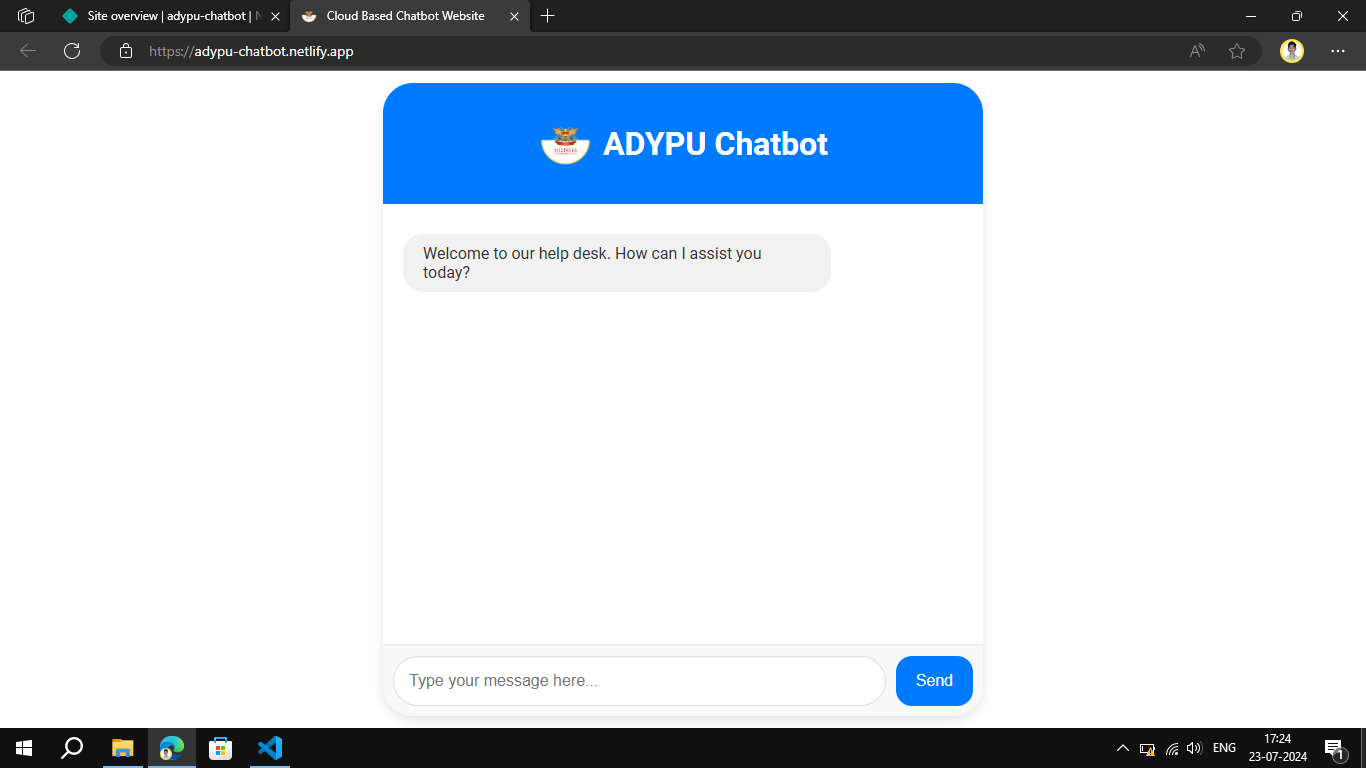 Site overview | adypu-chatbot |
Cloud Based Chatbot Website
https://adypu-chatbot.netlify.app
ADYPU Chatbot
Welcome to our help desk. How can I assist you
today?
Type your message here...
Send
ENG
17:24
23-07-2024
1